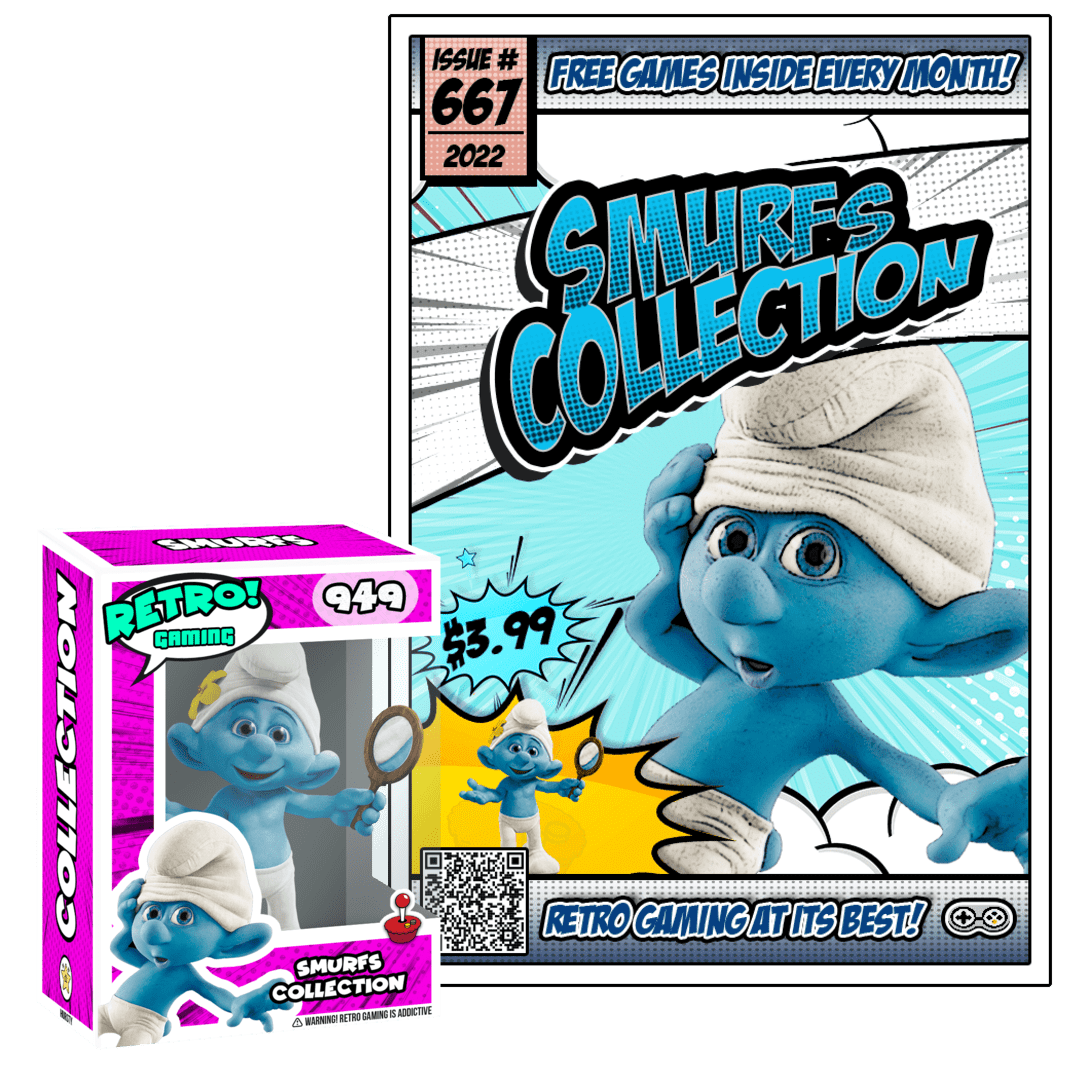 ISSUE #
667
2022
FREE GAMES INSIDE EVERY MONTH!
SMURFS
COLLECTION
$3.99
RETRO GAMING AT ITS BEST!
SMURFS
COLLECTION
RETRO!
GAMING
949
SMURFS
COLLECTION
WARNING! RETRO GAMING IS ADDICTIVE